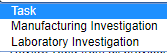 Task
Manufacturing Investigation
Laboratory Investigation